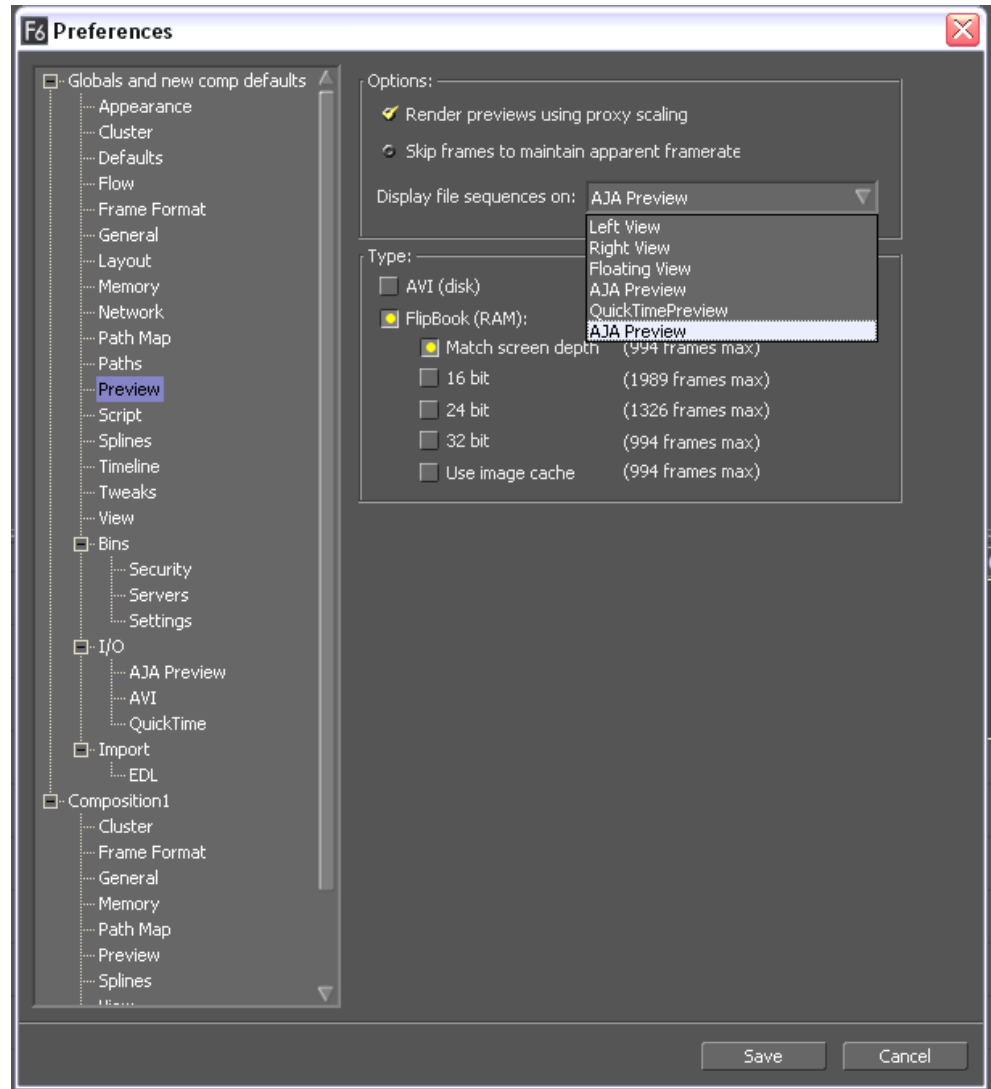 F6 Preferences
Globals and new comp defaults
Appearance
Cluster
Defaults
Flow
Frame Format
General
Layout
Memory
Network
Path Map
Paths
Preview
Script
Splines
Timeline
Tweaks
View
Bins
Security
Servers
Settings
I/O
AJA Preview
AVI
QuickTime
Import
EDL
Composition1
Cluster
Frame Format
General
Memory
Path Map
Preview
Splines
Options:
Render previews using proxy scaling
Skip frames to maintain apparent framerate
Display file sequences on: AJA Preview
Left View
Right View
Floating View
AJA Preview
QuickTimePreview
AJA Preview
Type:
AVI (disk)
FlipBook (RAM):
Match screen depth (994 frames max)
16 bit (1989 frames max)
24 bit (1326 frames max)
32 bit (994 frames max)
Use image cache (994 frames max)
Save Cancel